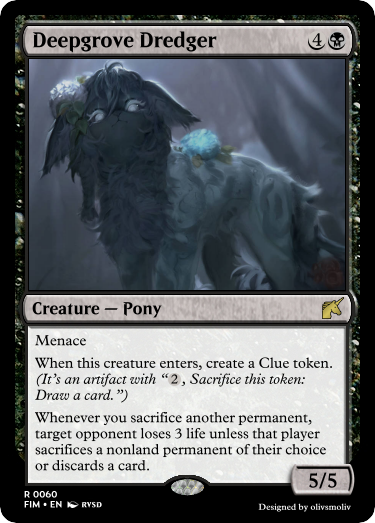 Deepgrove Dredger 4
Creature — Pony
Menace
When this creature enters, create a Clue token.
(It's an artifact with “2, Sacrifice this token:
Draw a card.”)
Whenever you sacrifice another permanent,
target opponent loses 3 life unless that player
sacrifices a nonland permanent of their choice
or discards a card.
5/5
R 0060
FIM • EN RVSD
Designed by olivsmoliv